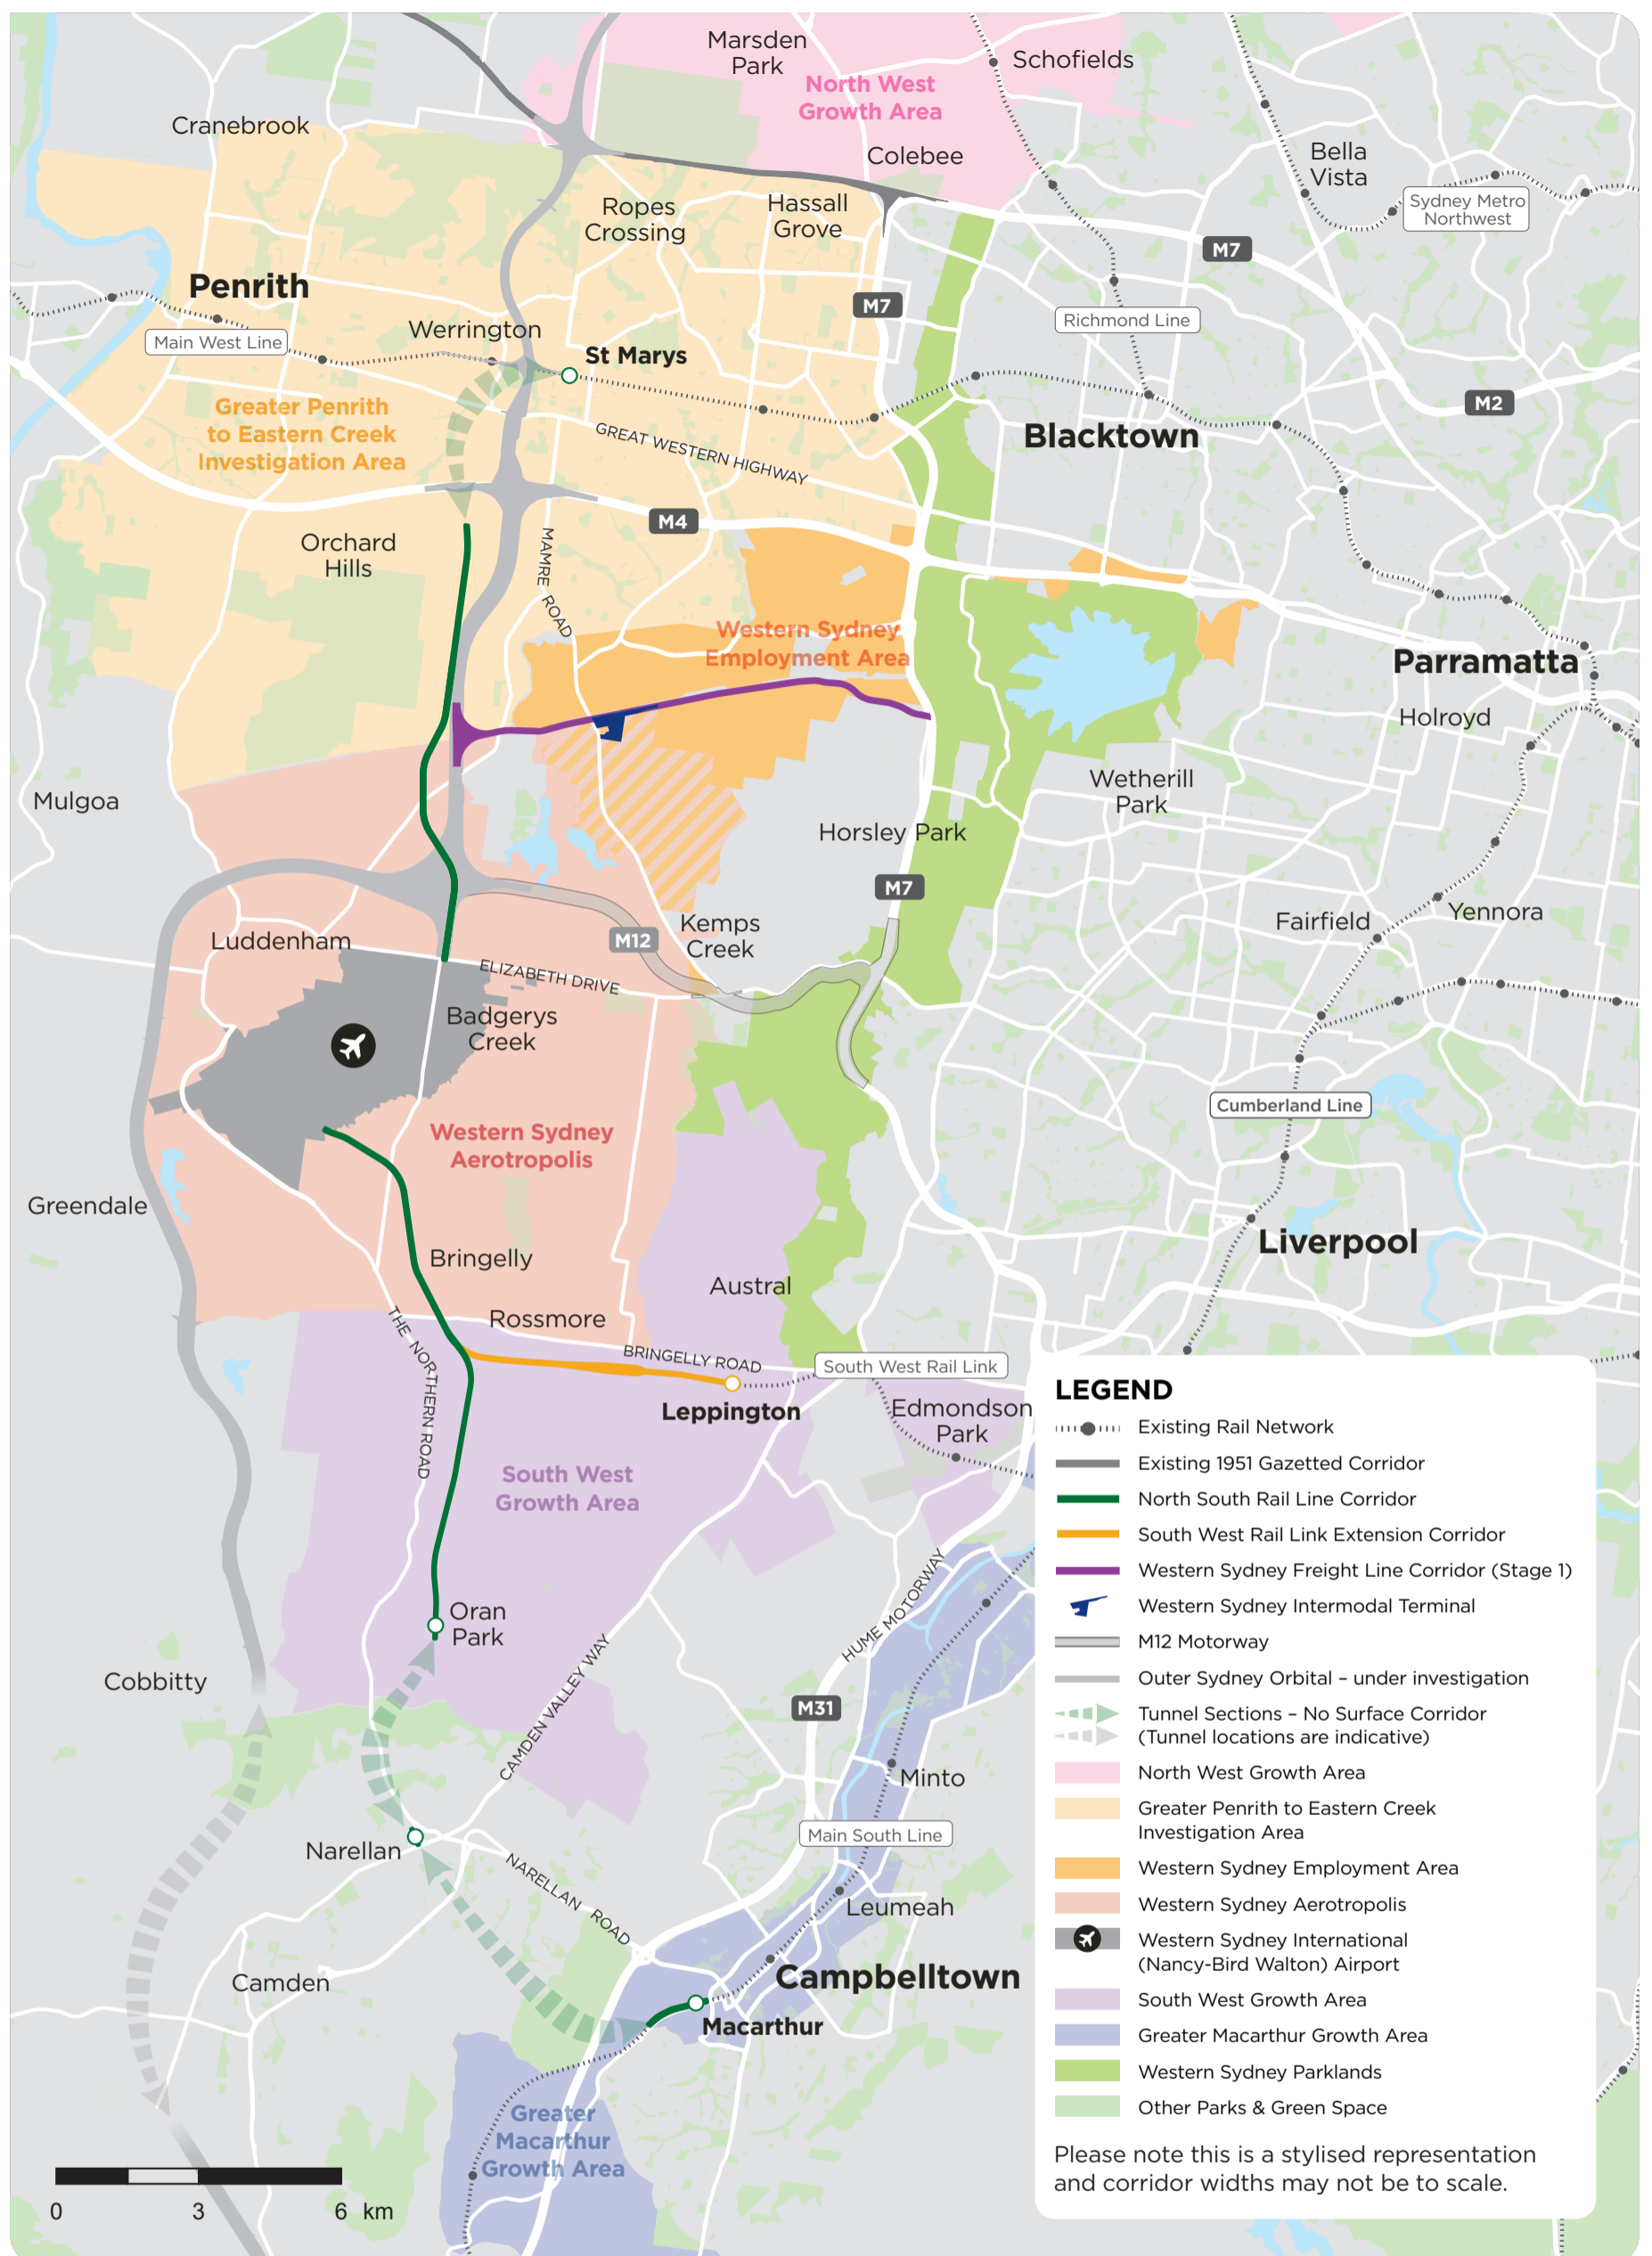 Marsden
Park
Schofields
North West
Growth Area
Cranebrook
Colebee
Bella
Vista
Sydney Metro
Northwest
Ropes
Crossing
Hassall
Grove
M7
Penrith
M7
Richmond Line
Main West Line
Werrington
St Marys
M2
Greater Penrith
to Eastern Creek
Investigation Area
GREAT WESTERN HIGHWAY
Blacktown
M4
Orchard
Hills
MAMRE ROAD
Western Sydney
Employment Area
Parramatta
Holroyd
Mulgoa
Wetherill
Park
Horsley Park
M7
Luddenham
M12
Kemps
Creek
Fairfield
Yennora
ELIZABETH DRIVE
Badgerys
Creek
Cumberland Line
Western Sydney
Aerotropolis
Greendale
Liverpool
Bringelly
Austral
Rossmore
THE NORTHERN ROAD
BRINGELLY ROAD
South West Rail Link
Leppington
Edmondson
Park
South West
Growth Area
Oran
Park
HUME MOTORWAY
Cobbitty
CAMDEN VALLEY WAY
M31
Minto
Main South Line
Narellan
NARELLAN ROAD
Leumeah
Camden
Campbelltown
Macarthur
Greater
Macarthur
Growth Area
0 3 6 km
LEGEND
Existing Rail Network
Existing 1951 Gazetted Corridor
North South Rail Line Corridor
South West Rail Link Extension Corridor
Western Sydney Freight Line Corridor (Stage 1)
Western Sydney Intermodal Terminal
M12 Motorway
Outer Sydney Orbital – under investigation
Tunnel Sections – No Surface Corridor
(Tunnel locations are indicative)
North West Growth Area
Greater Penrith to Eastern Creek
Investigation Area
Western Sydney Employment Area
Western Sydney Aerotropolis
Western Sydney International
(Nancy-Bird Walton) Airport
South West Growth Area
Greater Macarthur Growth Area
Western Sydney Parklands
Other Parks & Green Space
Please note this is a stylised representation
and corridor widths may not be to scale.